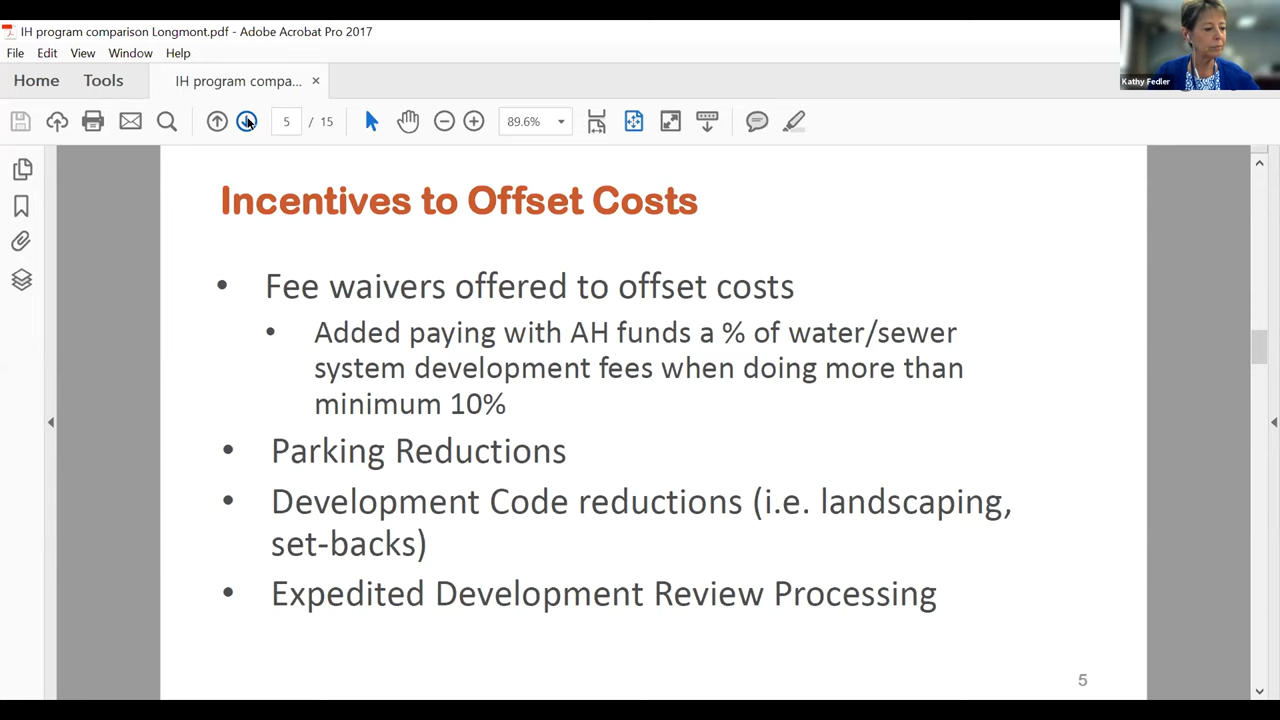 IH program comparison Longmont.pdf - Adobe Acrobat Pro 2017
File Edit View Window Help
Home Tools IH program compa... ×
5 / 15 89.6%
Kathy Fedler
Incentives to Offset Costs
• Fee waivers offered to offset costs
• Added paying with AH funds a % of water/sewer
system development fees when doing more than
minimum 10%
• Parking Reductions
• Development Code reductions (i.e. landscaping,
set-backs)
• Expedited Development Review Processing
5